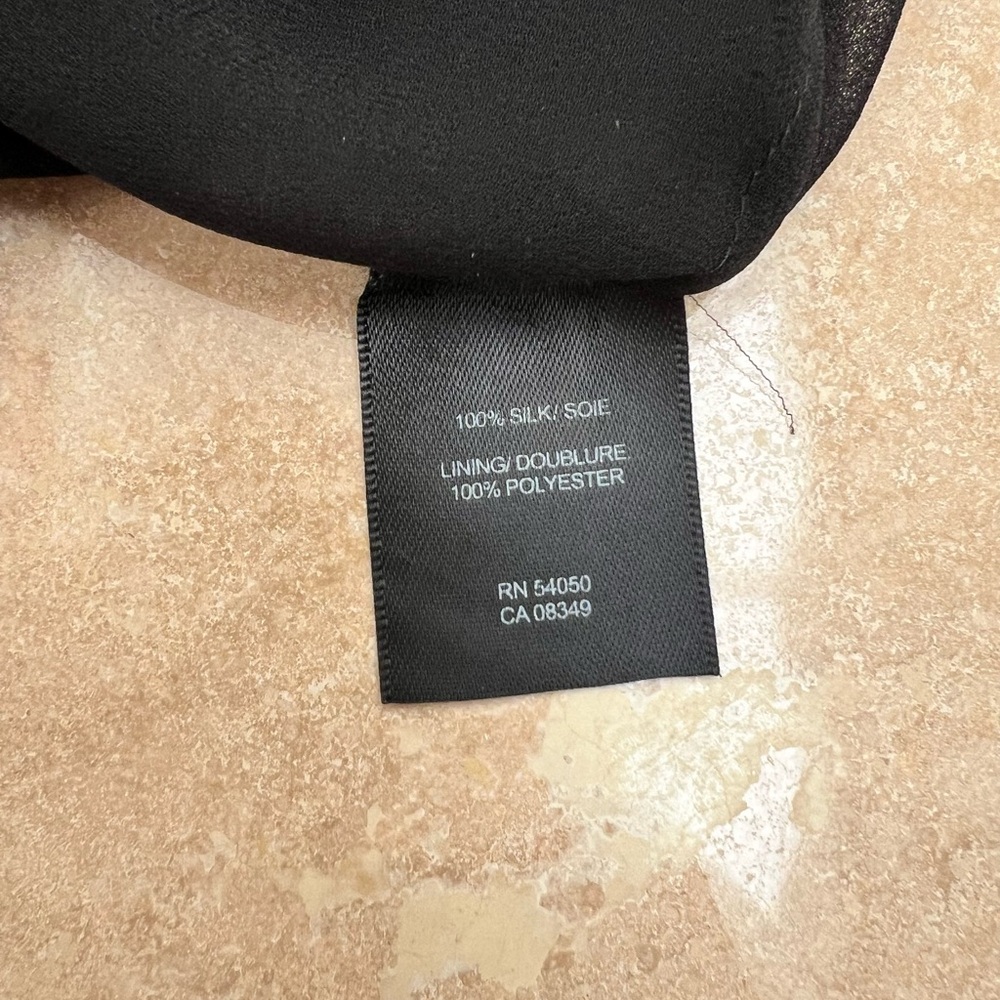 100% SILK/ SOIE
LINING/ DOUBLURE
100% POLYESTER
RN 54050
CA 08349